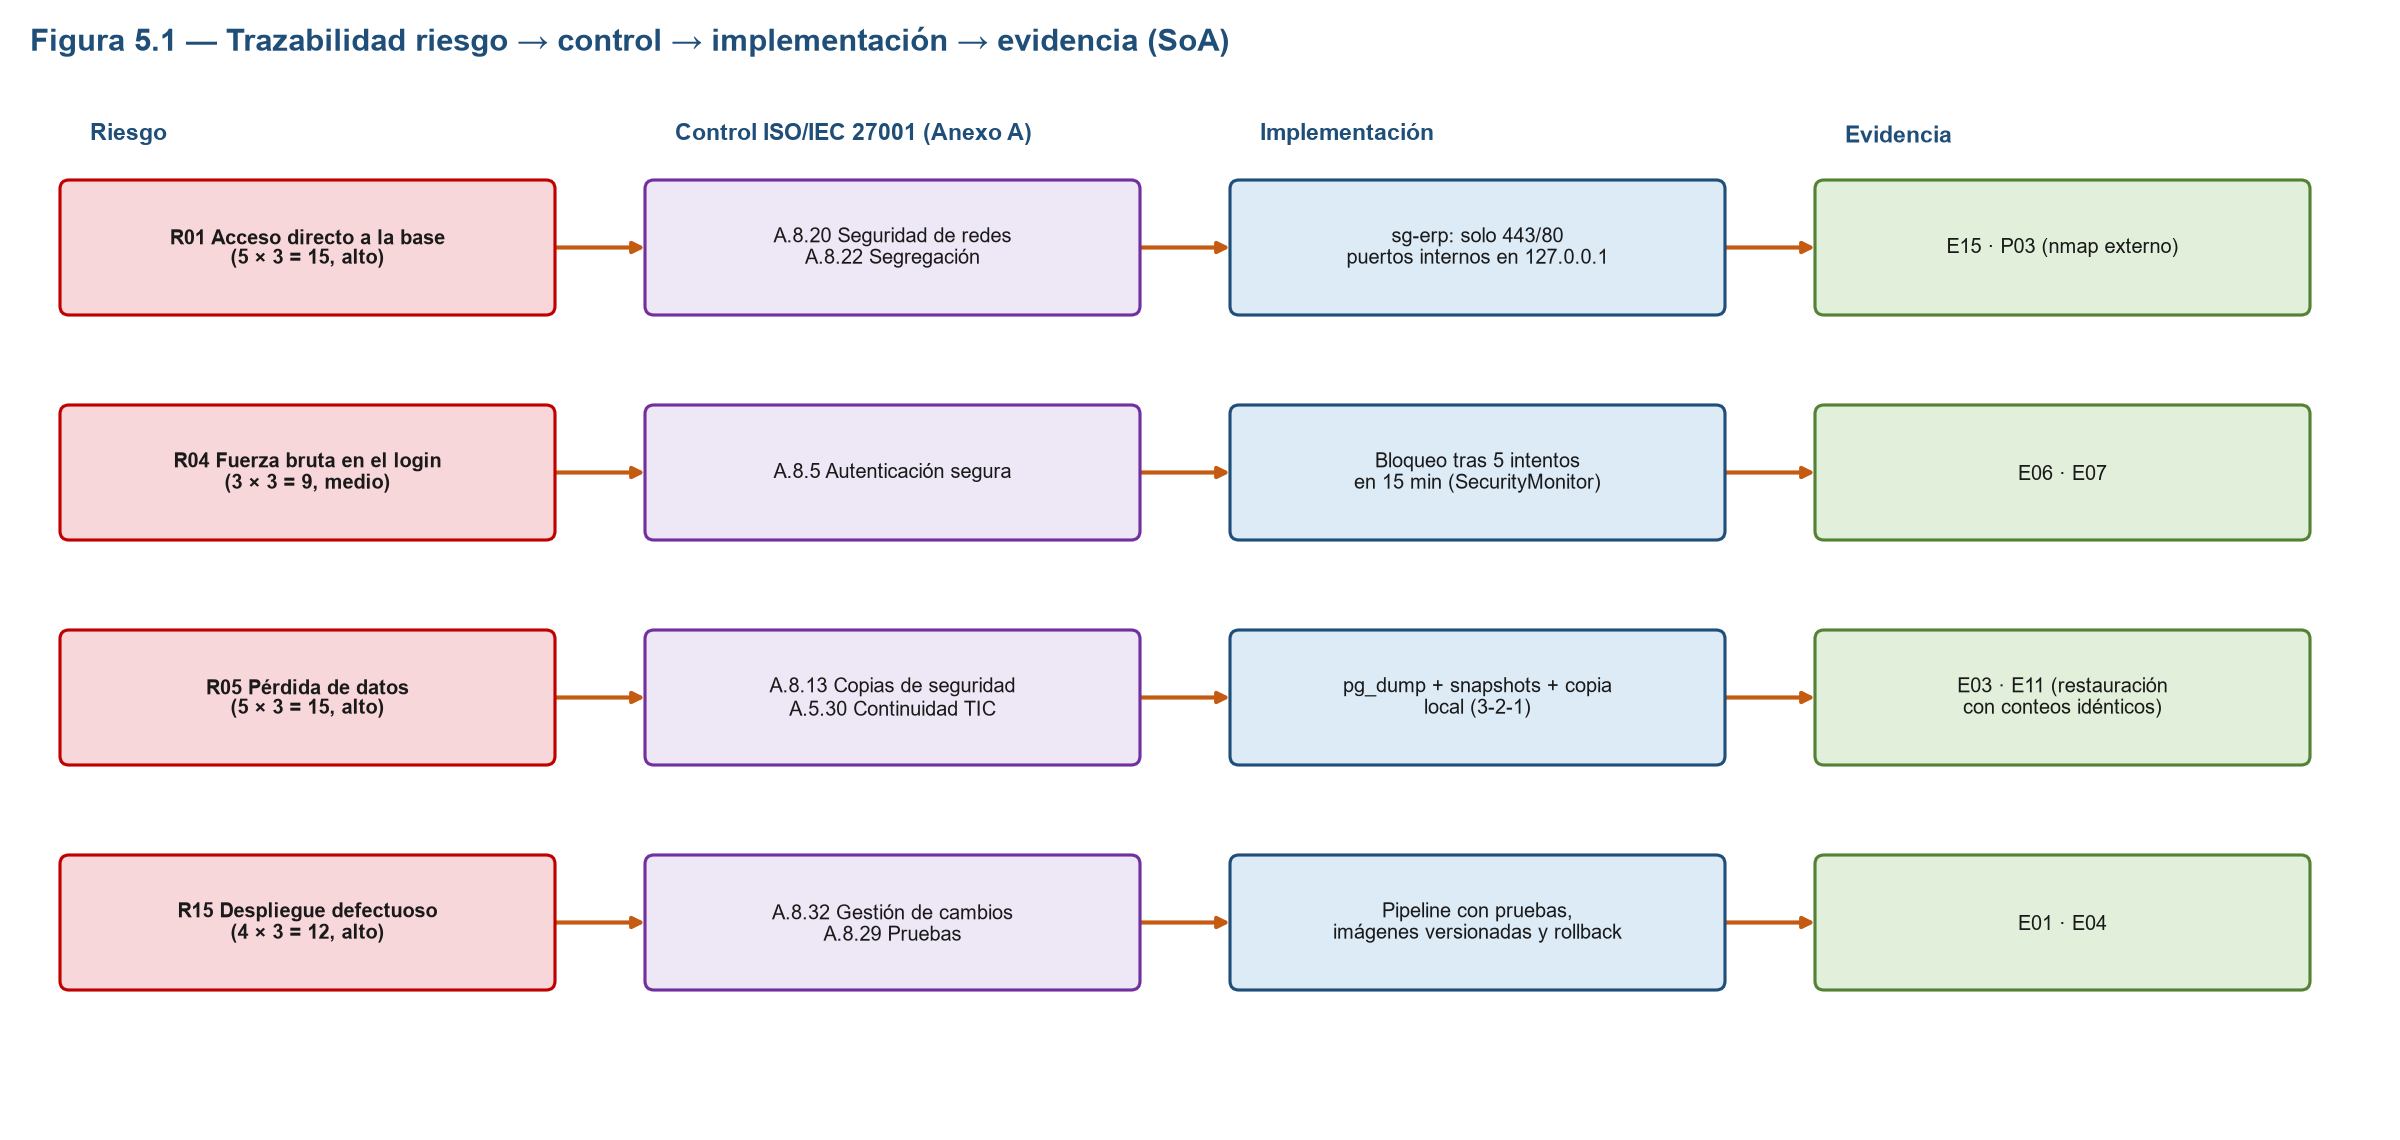 Figura 5.1 — Trazabilidad riesgo → control → implementación → evidencia (SoA)
Riesgo
Control ISO/IEC 27001 (Anexo A)
Implementación
Evidencia
R01 Acceso directo a la base
(5 × 3 = 15, alto)
A.8.20 Seguridad de redes
A.8.22 Segregación
sg-erp: solo 443/80
puertos internos en 127.0.0.1
E15 · P03 (nmap externo)
R04 Fuerza bruta en el login
(3 × 3 = 9, medio)
A.8.5 Autenticación segura
Bloqueo tras 5 intentos
en 15 min (SecurityMonitor)
E06 · E07
R05 Pérdida de datos
(5 × 3 = 15, alto)
A.8.13 Copias de seguridad
A.5.30 Continuidad TIC
pg_dump + snapshots + copia
local (3-2-1)
E03 · E11 (restauración
con conteos idénticos)
R15 Despliegue defectuoso
(4 × 3 = 12, alto)
A.8.32 Gestión de cambios
A.8.29 Pruebas
Pipeline con pruebas,
imágenes versionadas y rollback
E01 · E04